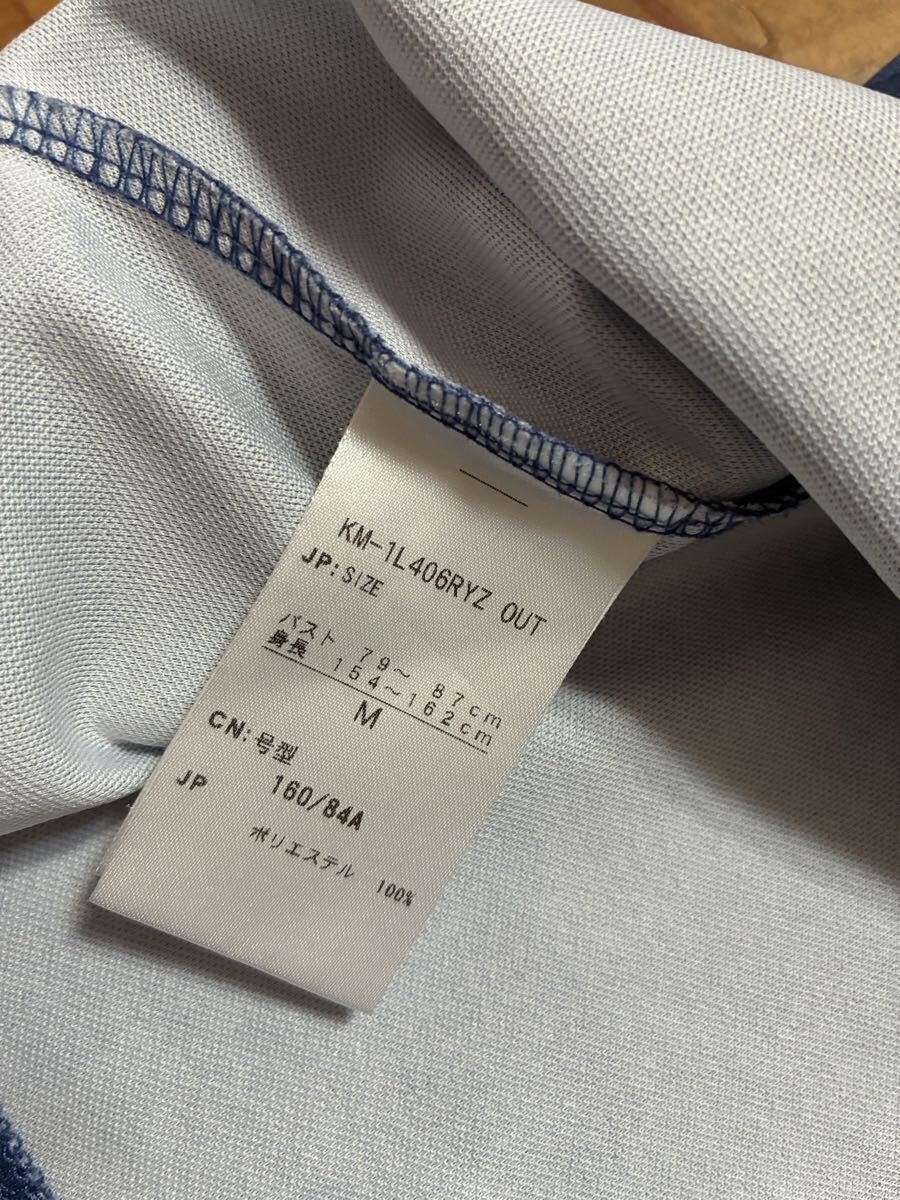 KM-1L406RYZ OUT
JP:SIZE
バスト 79～ 87cm
身長 154～162cm
M
CN:号型
160/84A
JP
ポリエステル 100%